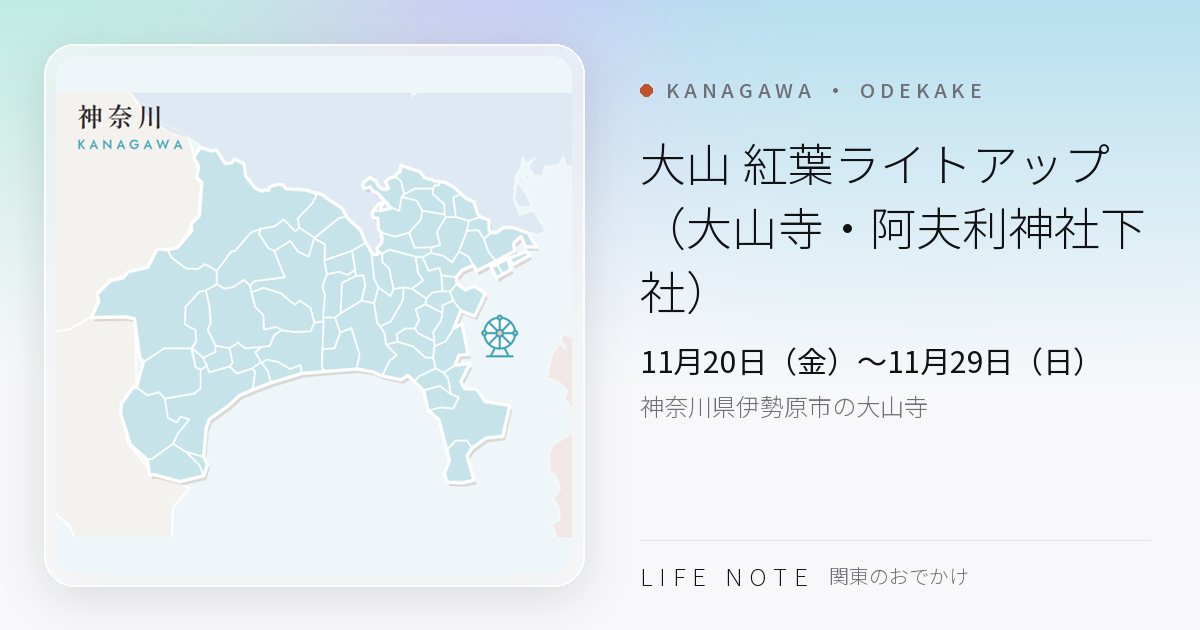 神奈川
KANAGAWA
KANAGAWA・ODEKAKE
大山 紅葉ライトアップ
（大山寺・阿夫利神社下
社）
11月20日（金）〜11月29日（日）
神奈川県伊勢原市の大山寺
LIFE NOTE 関東のおでかけ